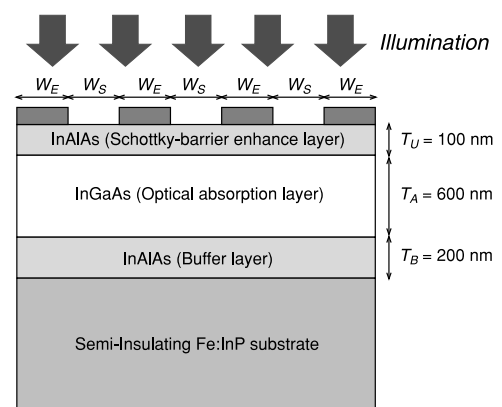 Illumination
W_E W_S W_E W_S W_E W_S W_E
InAlAs (Schottky-barrier enhance layer)
T_U = 100 nm
InGaAs (Optical absorption layer)
T_A = 600 nm
InAlAs (Buffer layer)
T_B = 200 nm
Semi-Insulating Fe:InP substrate